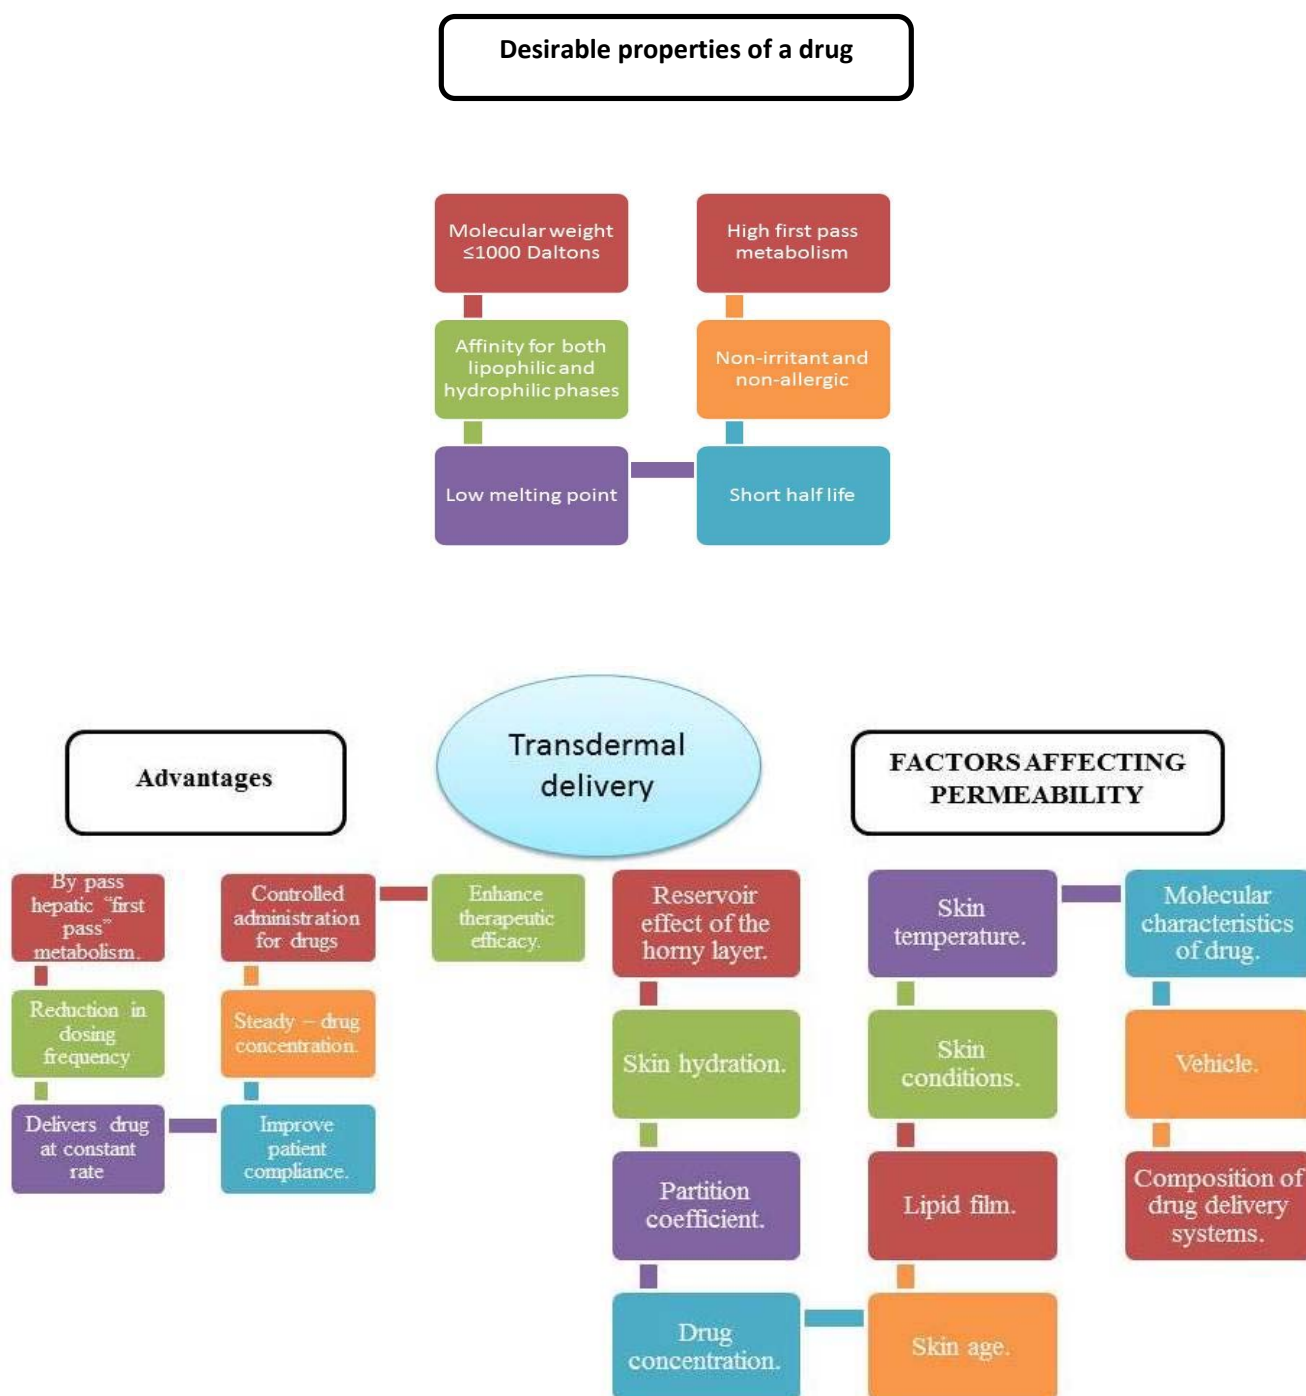 Desirable properties of a drug
Molecular weight
≤1000 Daltons
Affinity for both
lipophilic and
hydrophilic phases
Low melting point
Short half life
Non-irritant and
non-allergic
High first pass
metabolism
Transdermal
delivery
Advantages
By pass
hepatic “first
pass”
metabolism.
Reduction in
dosing
frequency
Delivers drug
at constant
rate
Improve
patient
compliance.
Steady – drug
concentration.
Controlled
administration
for drugs
Enhance
therapeutic
efficacy.
FACTORS AFFECTING
PERMEABILITY
Reservoir
effect of the
horny layer.
Skin hydration.
Partition
coefficient.
Drug
concentration.
Skin age.
Lipid film.
Skin
conditions.
Skin
temperature.
Molecular
characteristics
of drug.
Vehicle.
Composition of
drug delivery
systems.